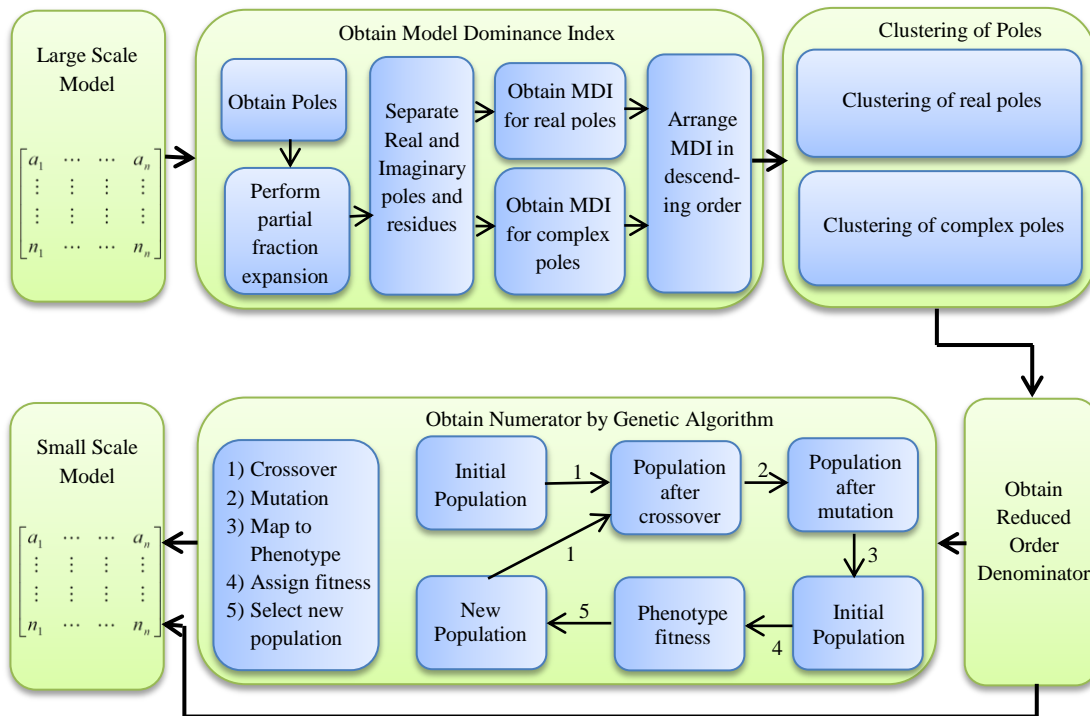 Large Scale
Model
a₁ ⋯ ⋯ aₙ
⋮ ⋮ ⋮ ⋮
⋮ ⋮ ⋮ ⋮
n₁ ⋯ ⋯ nₙ
Obtain Model Dominance Index
Obtain Poles
Perform
partial
fraction
expansion
Separate
Real and
Imaginary
poles and
residues
Obtain MDI
for real poles
Obtain MDI
for complex
poles
Arrange
MDI in
descend-
ing order
Clustering of Poles
Clustering of real poles
Clustering of complex poles
Obtain
Reduced
Order
Denominator
Obtain Numerator by Genetic Algorithm
1) Crossover
2) Mutation
3) Map to
Phenotype
4) Assign fitness
5) Select new
population
Initial
Population
1
Population
after
crossover
2
Population
after
mutation
3
Initial
Population
4
Phenotype
fitness
5
New
Population
1
Small Scale
Model
a₁ ⋯ ⋯ aₙ
⋮ ⋮ ⋮ ⋮
⋮ ⋮ ⋮ ⋮
n₁ ⋯ ⋯ nₙ